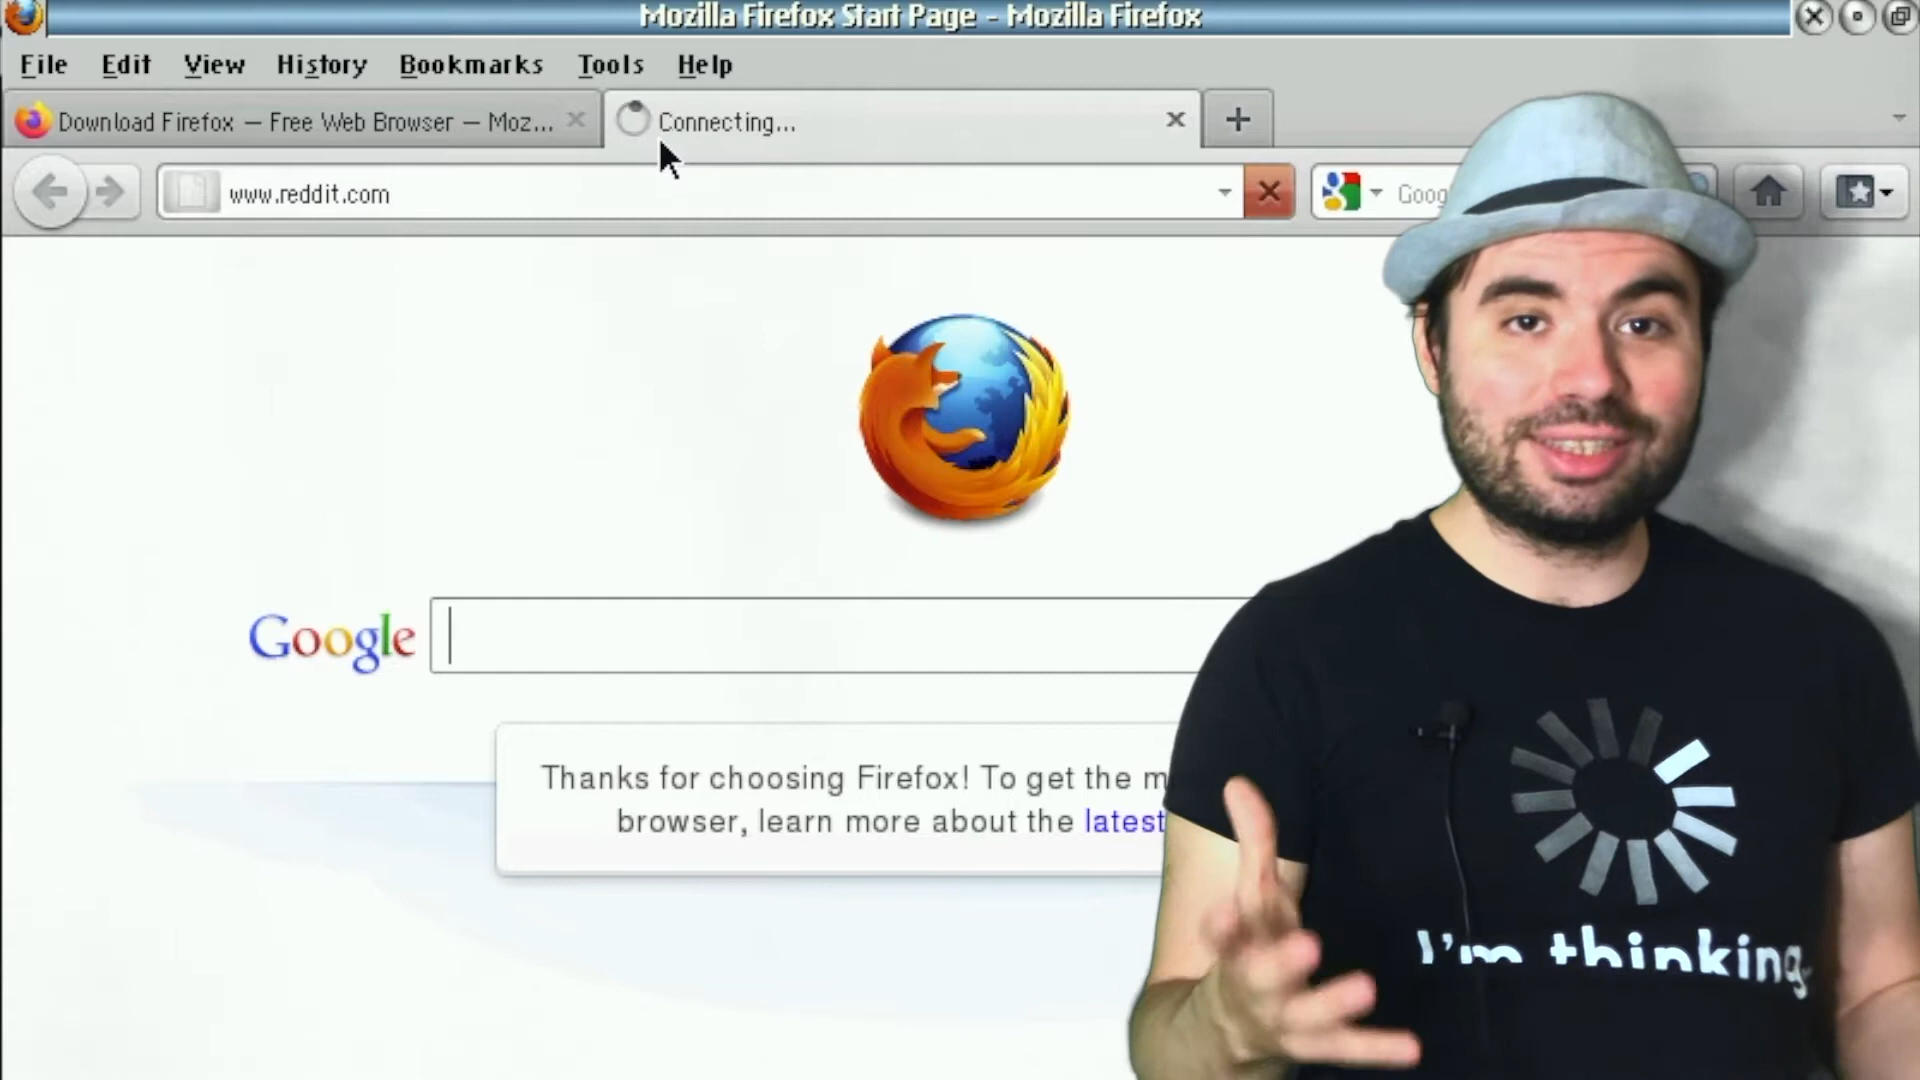 Mozilla Firefox Start Page - Mozilla Firefox
File Edit View History Bookmarks Tools Help
Download Firefox — Free Web Browser — Moz...
Connecting...
www.reddit.com
Goog
Google
Thanks for choosing Firefox! To get the m
browser, learn more about the latest
I'm thinking.